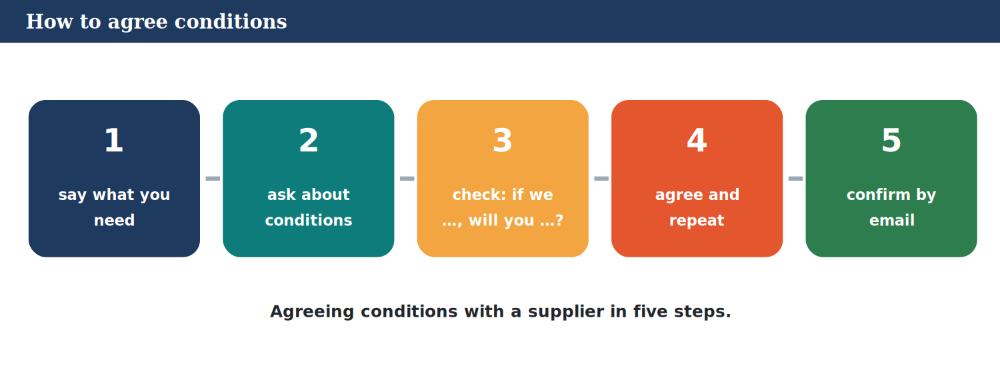 How to agree conditions
1
say what you
need
2
ask about
conditions
3
check: if we
…, will you …?
4
agree and
repeat
5
confirm by
email
Agreeing conditions with a supplier in five steps.